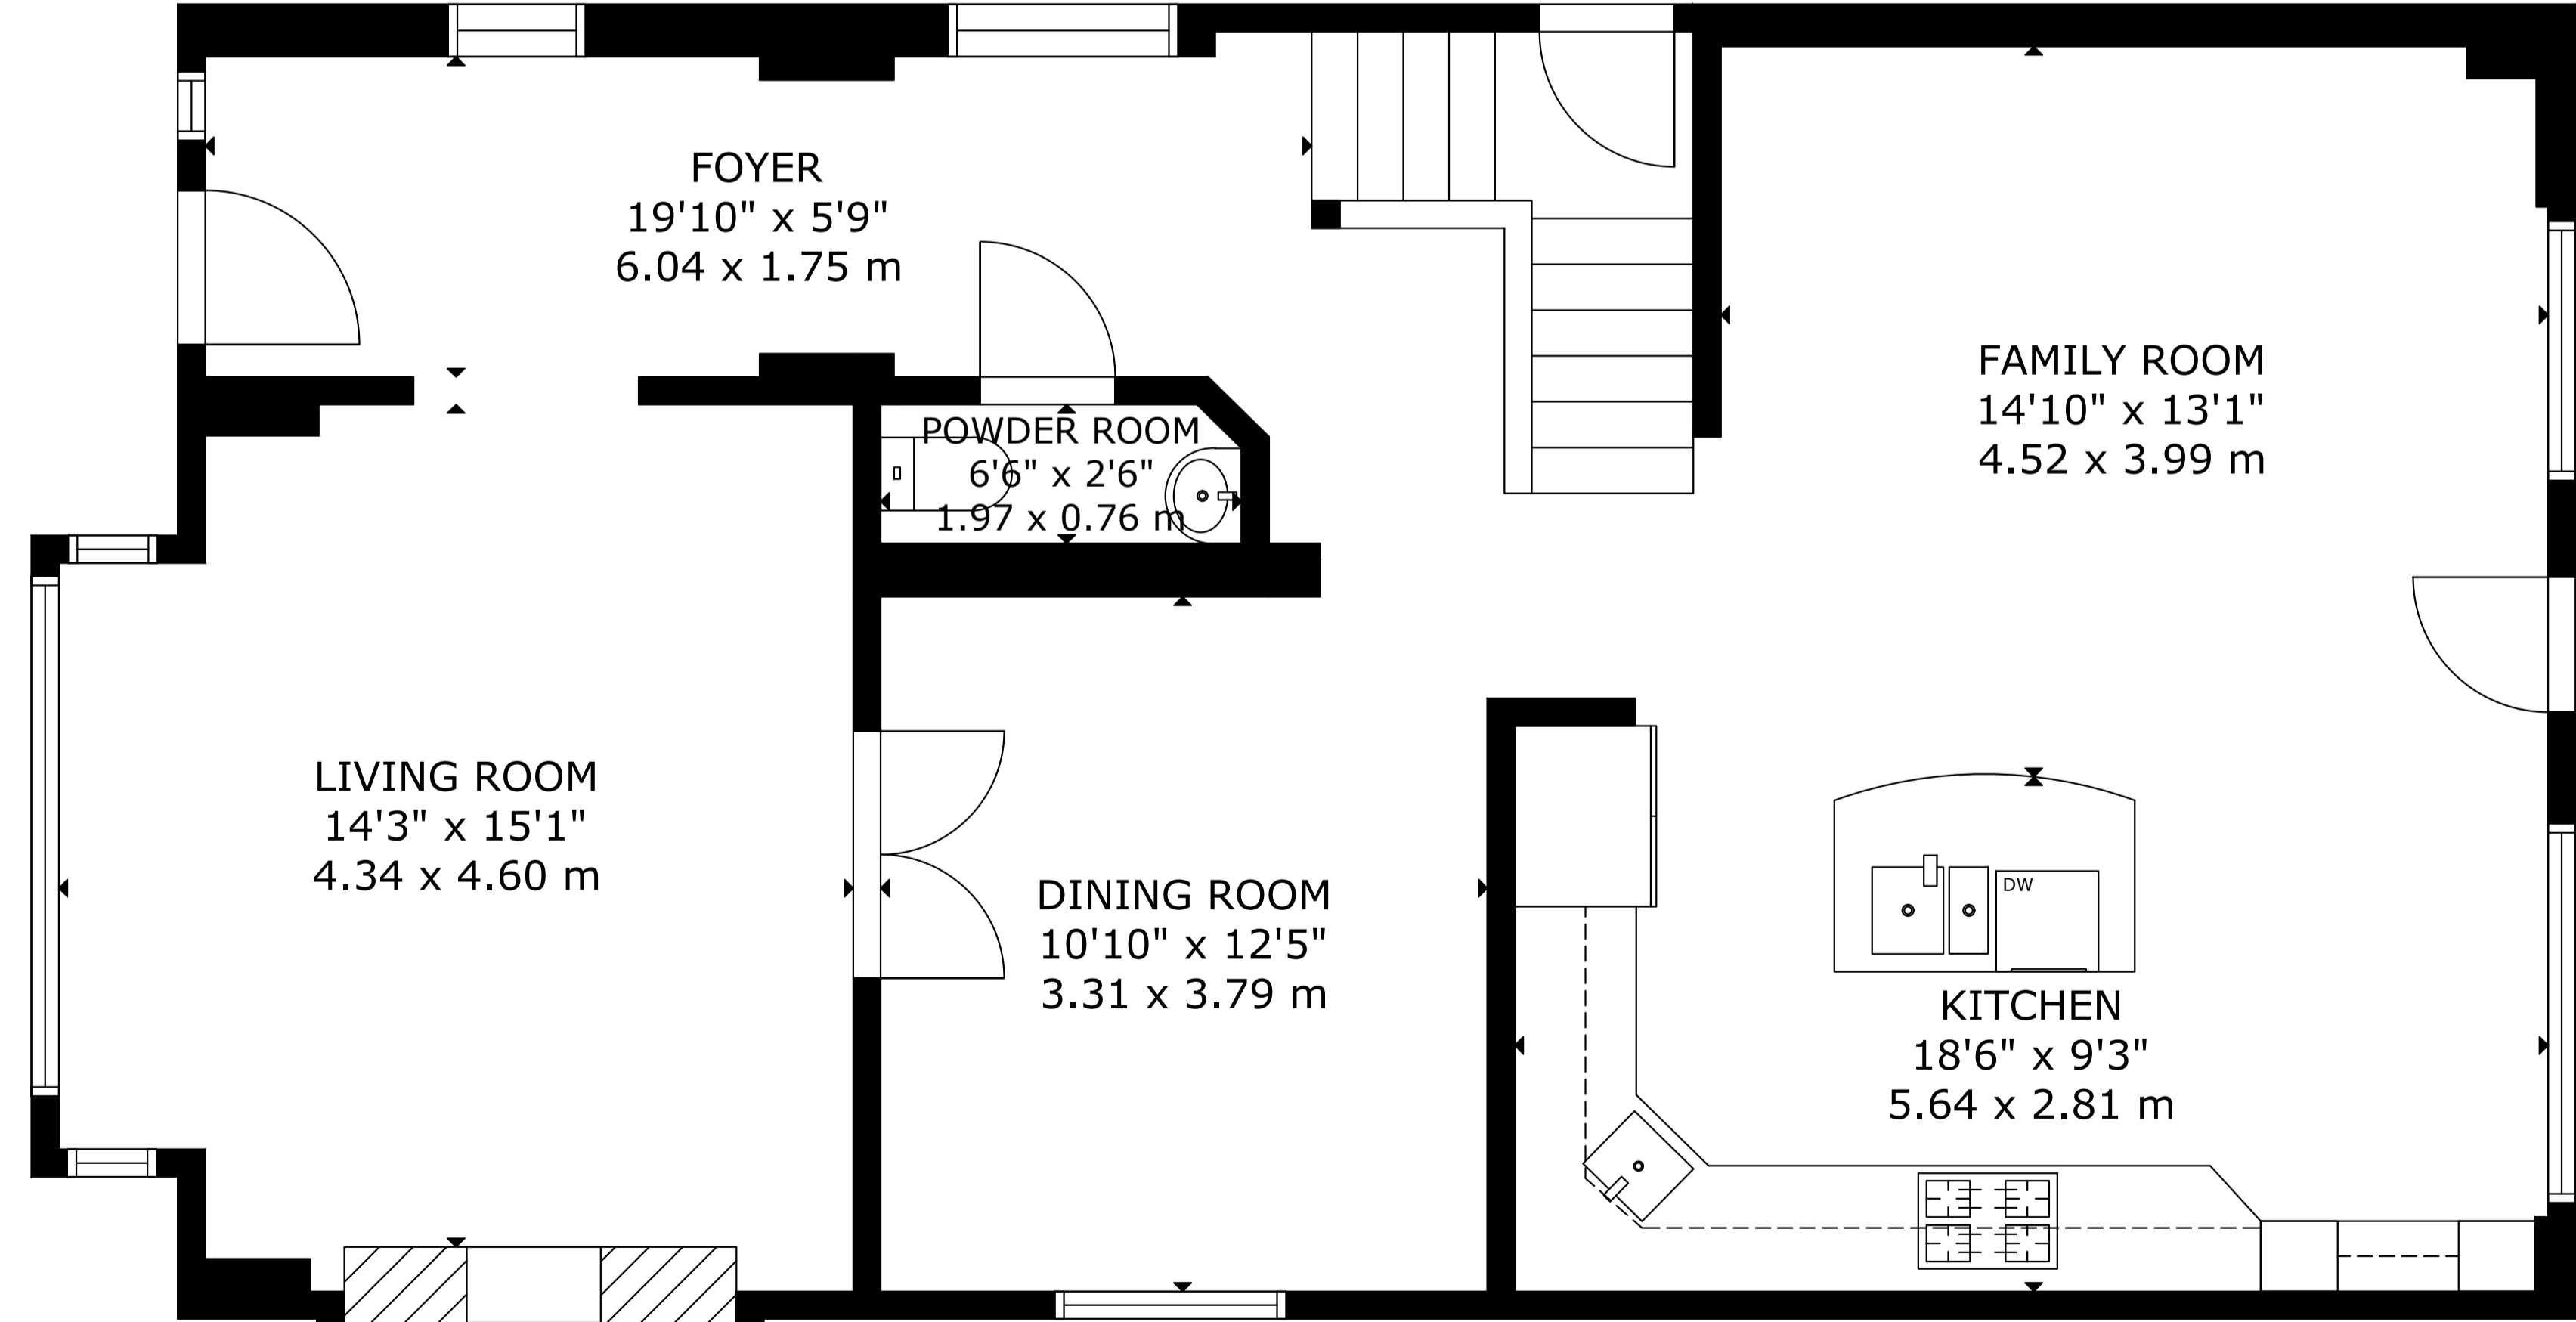 FOYER
19'10" x 5'9"
6.04 x 1.75 m
FAMILY ROOM
14'10" x 13'1"
4.52 x 3.99 m
POWDER ROOM
6'6" x 2'6"
1.97 x 0.76 m
LIVING ROOM
14'3" x 15'1"
4.34 x 4.60 m
DINING ROOM
10'10" x 12'5"
3.31 x 3.79 m
DW
KITCHEN
18'6" x 9'3"
5.64 x 2.81 m